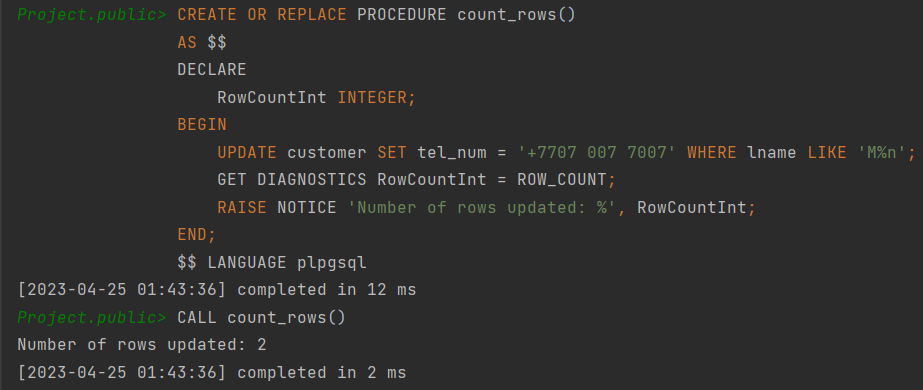 Project.public> CREATE OR REPLACE PROCEDURE count_rows()
AS $$
DECLARE
RowCountInt INTEGER;
BEGIN
UPDATE customer SET tel_num = '+7707 007 7007' WHERE lname LIKE 'M%n';
GET DIAGNOSTICS RowCountInt = ROW_COUNT;
RAISE NOTICE 'Number of rows updated: %', RowCountInt;
END;
$$ LANGUAGE plpgsql
[2023-04-25 01:43:36] completed in 12 ms
Project.public> CALL count_rows()
Number of rows updated: 2
[2023-04-25 01:43:36] completed in 2 ms